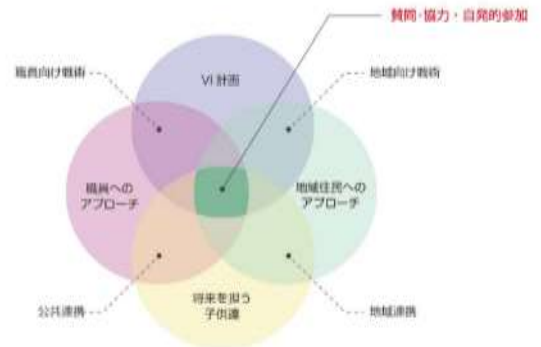 賛同・協力・自発的参加
職員向け戦術
VI 計画
地域向け戦術
職員への
アプローチ
地域住民への
アプローチ
将来を担う
子供達
公共連携
地域連携